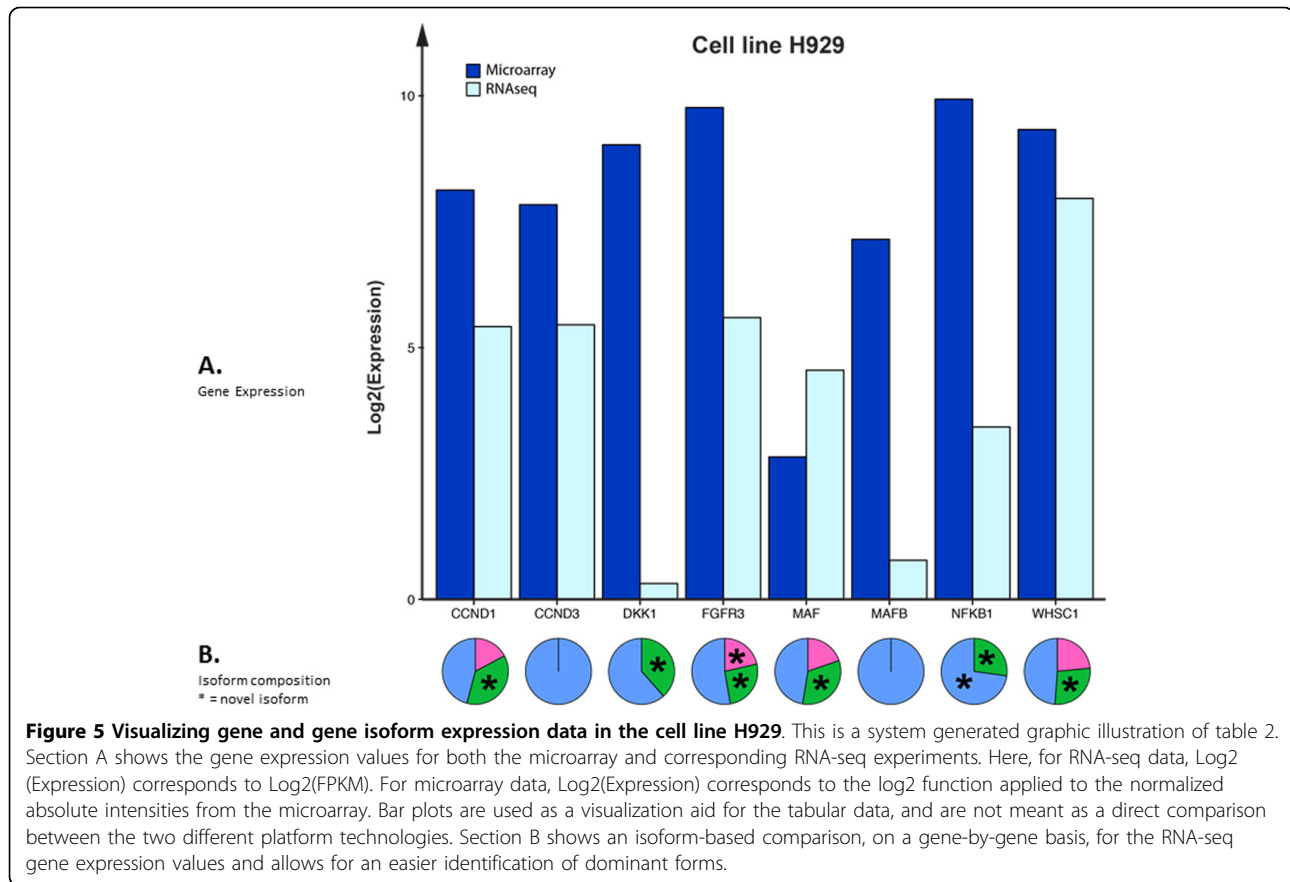 Cell line H929
Microarray
RNAseq
10
5
0
Log2(Expression)
A.
Gene Expression
CCND1 CCND3 DKK1 FGFR3 MAF MAFB NFKB1 WHSC1
B.
Isoform composition
* = novel isoform
* * * * * * * *
Figure 5 Visualizing gene and gene isoform expression data in the cell line H929. This is a system generated graphic illustration of table 2.
Section A shows the gene expression values for both the microarray and corresponding RNA-seq experiments. Here, for RNA-seq data, Log2
(Expression) corresponds to Log2(FPKM). For microarray data, Log2(Expression) corresponds to the log2 function applied to the normalized
absolute intensities from the microarray. Bar plots are used as a visualization aid for the tabular data, and are not meant as a direct comparison
between the two different platform technologies. Section B shows an isoform-based comparison, on a gene-by-gene basis, for the RNA-seq
gene expression values and allows for an easier identification of dominant forms.